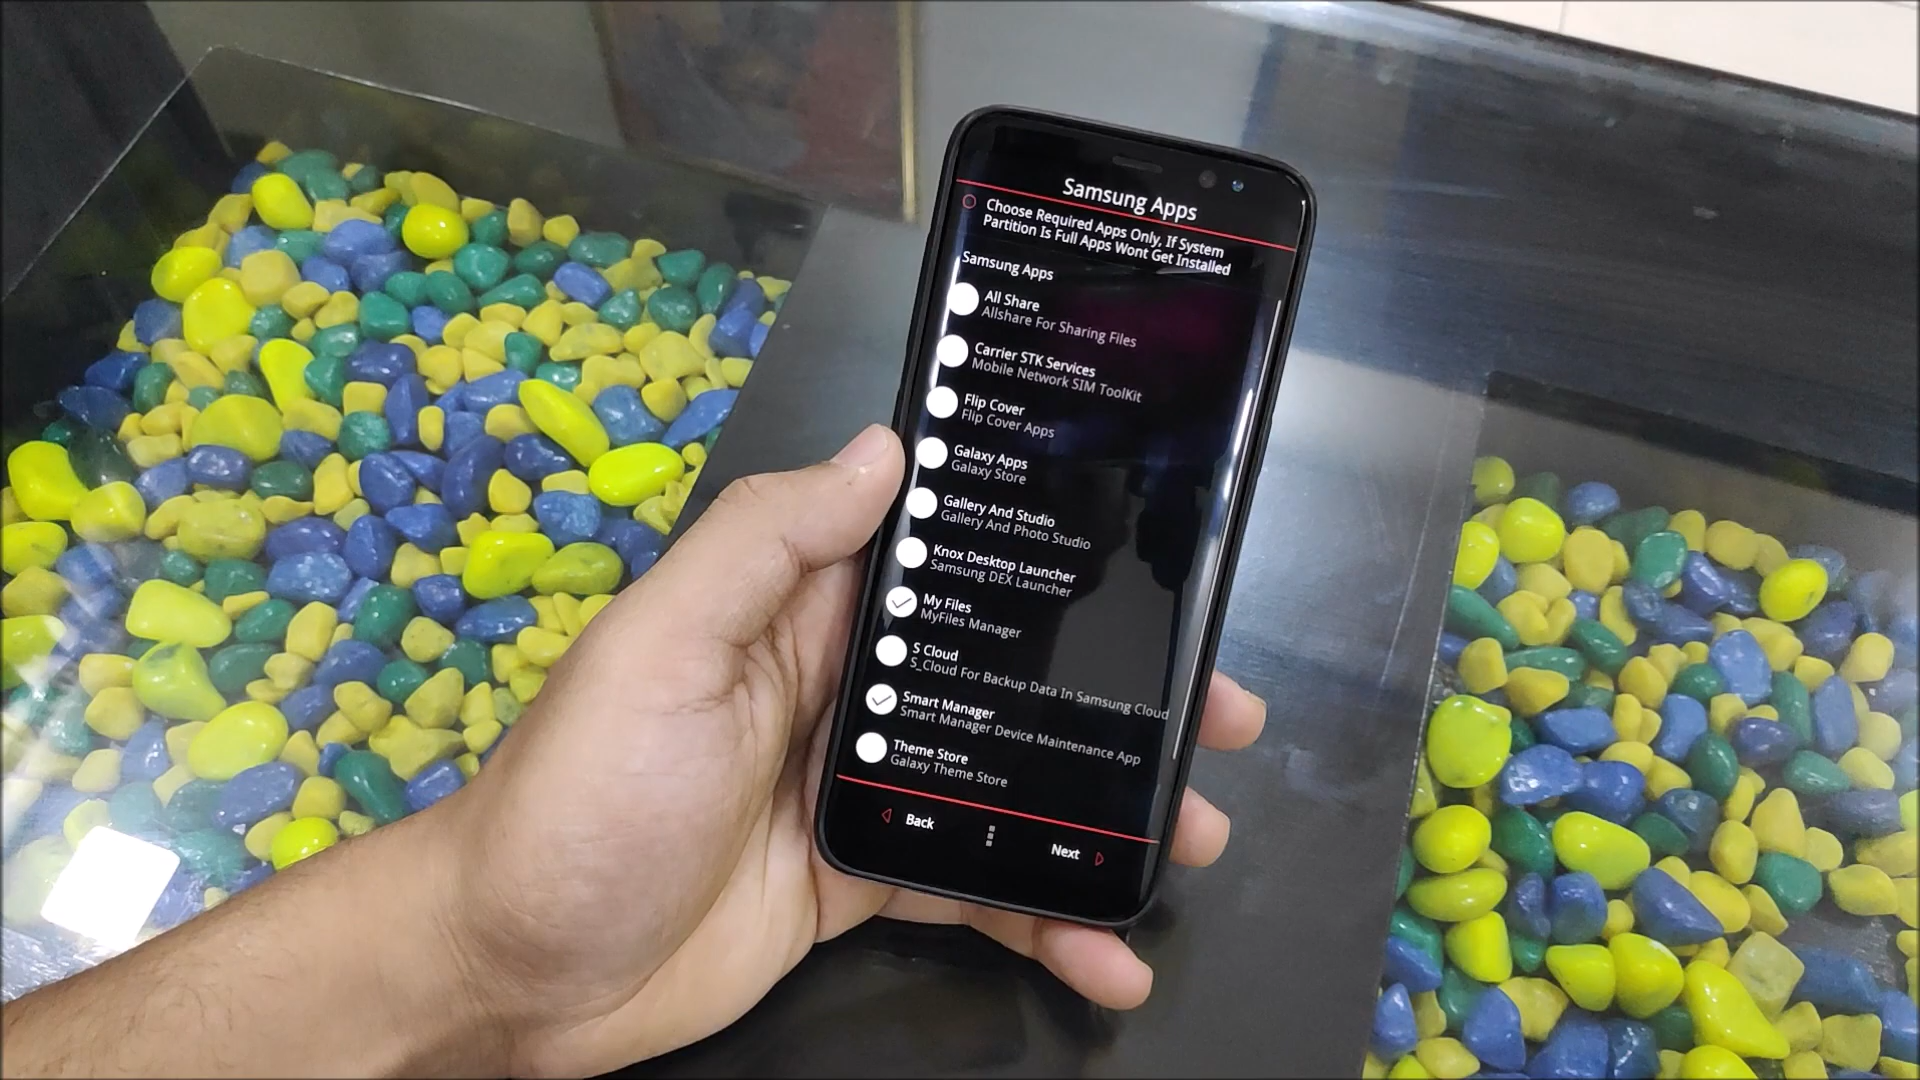 Samsung Apps
Choose Required Apps Only, If System
Partition Is Full Apps Wont Get Installed
Samsung Apps
All Share
Allshare For Sharing Files
Carrier STK Services
Mobile Network SIM ToolKit
Flip Cover
Flip Cover Apps
Galaxy Apps
Galaxy Store
Gallery And Studio
Gallery And Photo Studio
Knox Desktop Launcher
Samsung DEX Launcher
My Files
MyFiles Manager
S Cloud
S_Cloud For Backup Data In Samsung Cloud
Smart Manager
Smart Manager Device Maintenance App
Theme Store
Galaxy Theme Store
Back
Next